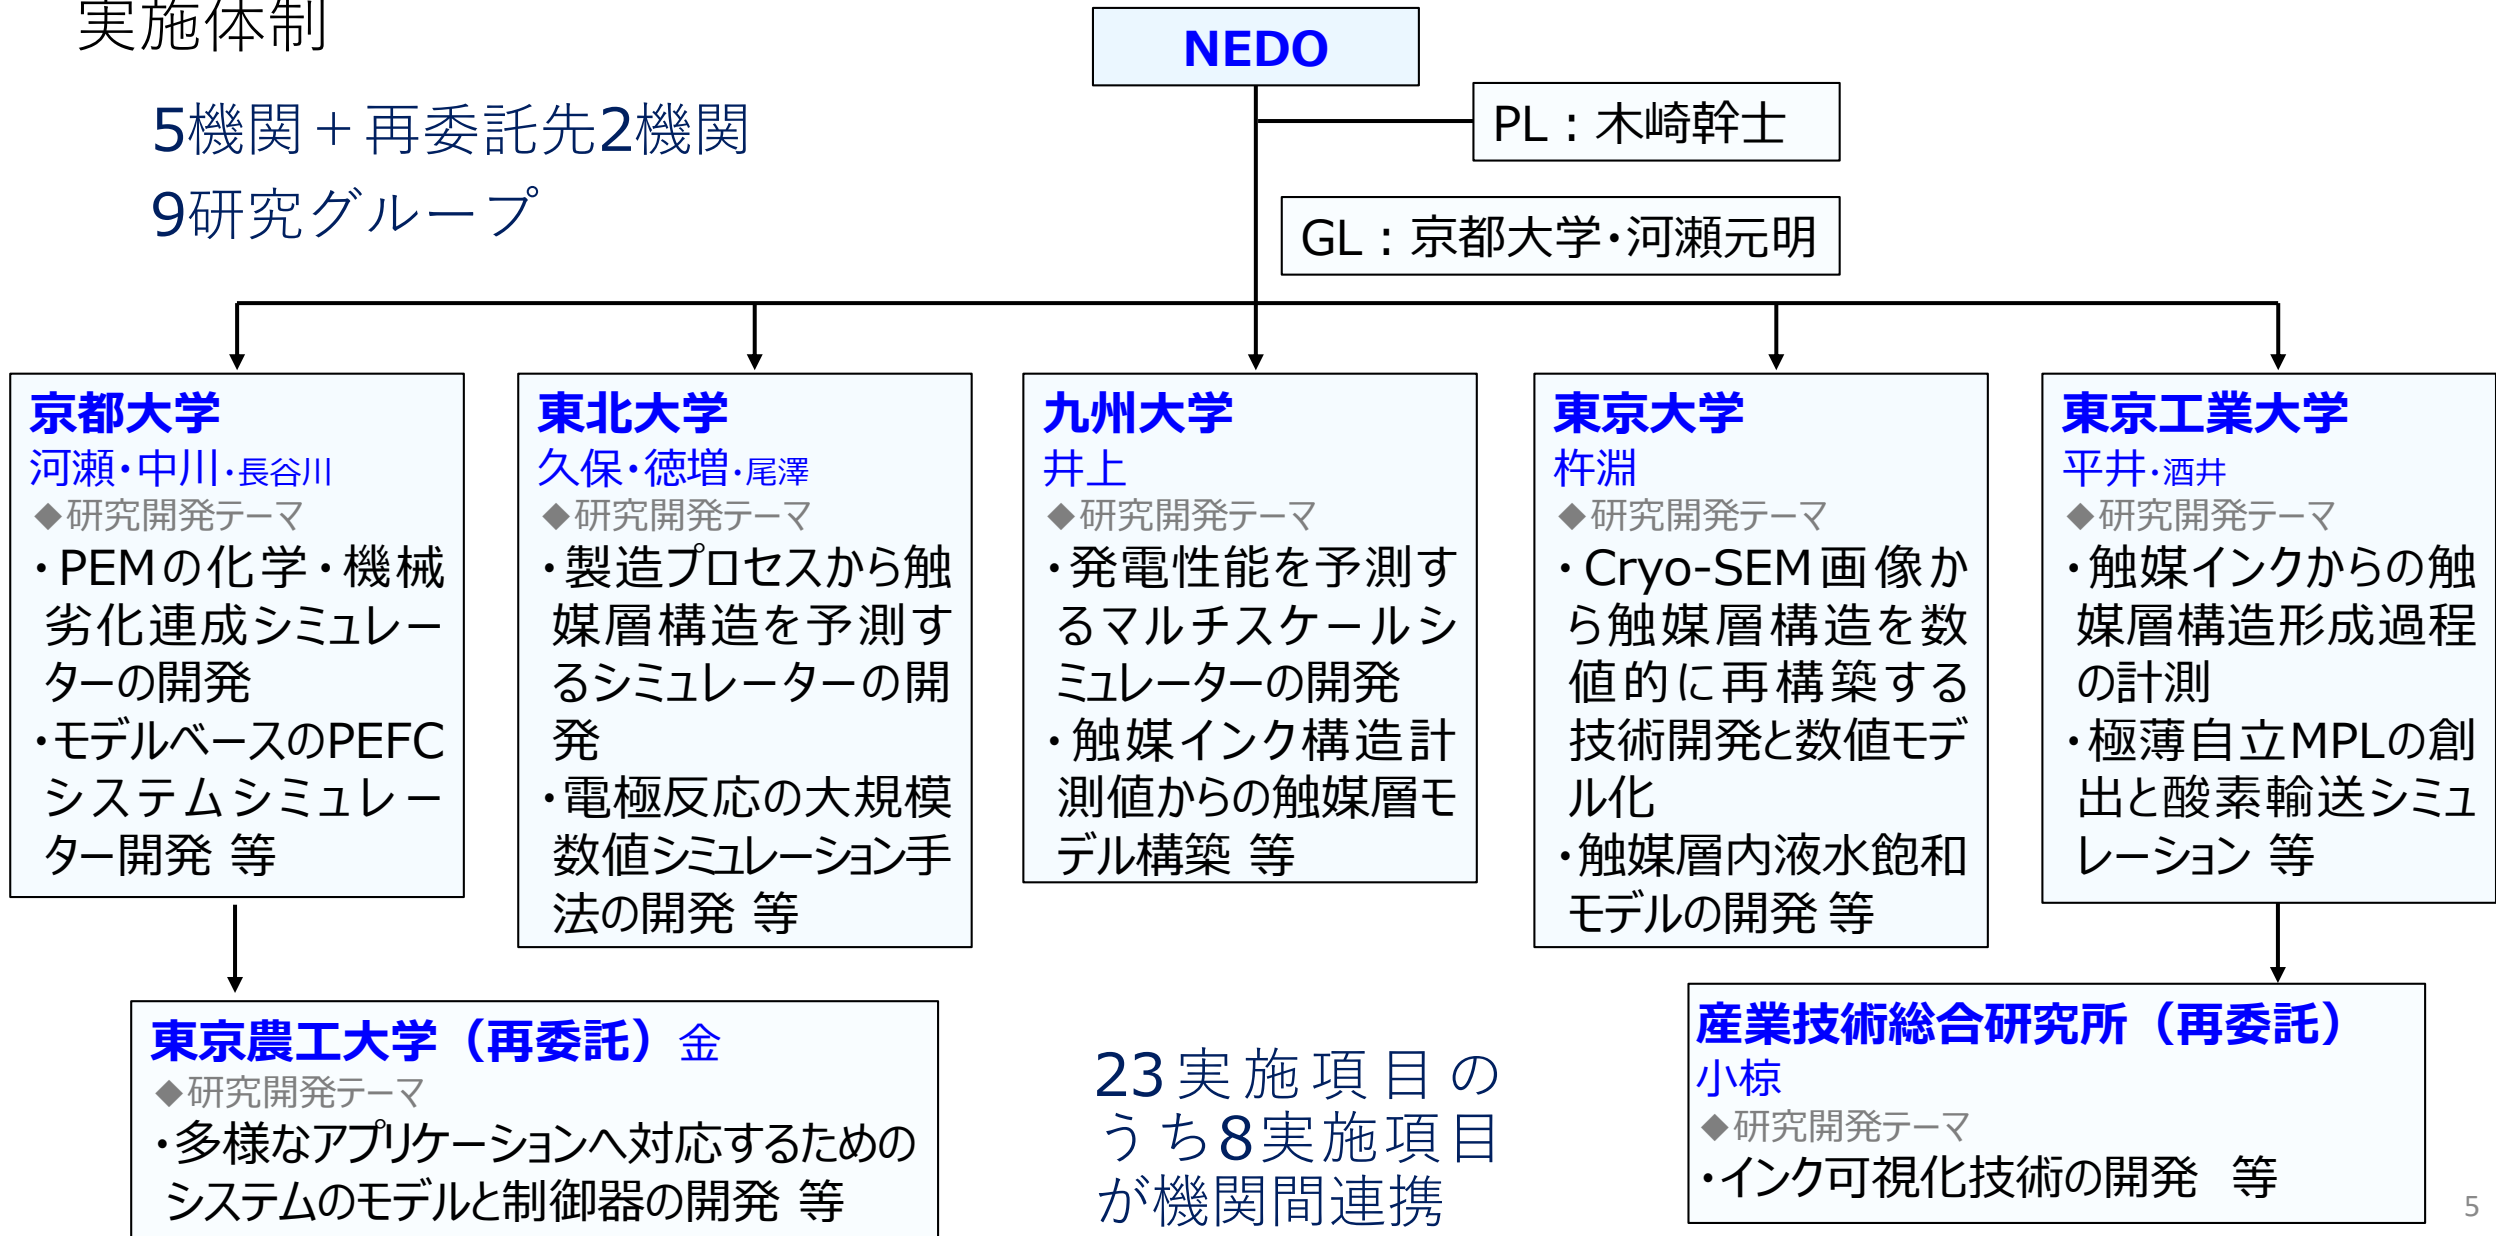 実施体制
5機関＋再委託先2機関
9研究グループ
NEDO
PL：木崎幹士
GL：京都大学・河瀬元明
京都大学
河瀬・中川・長谷川
◆研究開発テーマ
・PEMの化学・機械
劣化連成シミュレー
ターの開発
・モデルベースのPEFC
システムシミュレー
ター開発 等
東北大学
久保・徳増・尾澤
◆研究開発テーマ
・製造プロセスから触
媒層構造を予測す
るシミュレーターの開
発
・電極反応の大規模
数値シミュレーション手
法の開発 等
九州大学
井上
◆研究開発テーマ
・発電性能を予測す
るマルチスケールシ
ミュレーターの開発
・触媒インク構造計
測値からの触媒層モ
デル構築 等
東京大学
杵淵
◆研究開発テーマ
・Cryo-SEM画像か
ら触媒層構造を数
値的に再構築する
技術開発と数値モデ
ル化
・触媒層内液水飽和
モデルの開発 等
東京工業大学
平井・酒井
◆研究開発テーマ
・触媒インクからの触
媒層構造形成過程
の計測
・極薄自立MPLの創
出と酸素輸送シミュ
レーション 等
東京農工大学（再委託）金
◆研究開発テーマ
・多様なアプリケーションへ対応するための
システムのモデルと制御器の開発 等
23実施項目の
うち8実施項目
が機関間連携
産業技術総合研究所（再委託）
小椋
◆研究開発テーマ
・インク可視化技術の開発　等
5